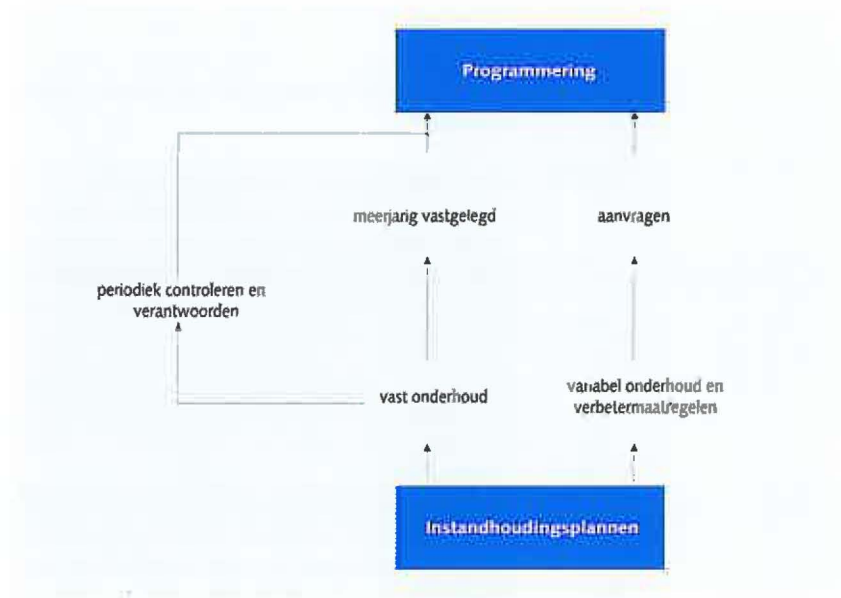 Programmering
meerjarig vastgelegd
aanvragen
periodiek controleren en
verantwoorden
vast onderhoud
variabel onderhoud en
verbetermaatregelen
Instandhoudingsplannen